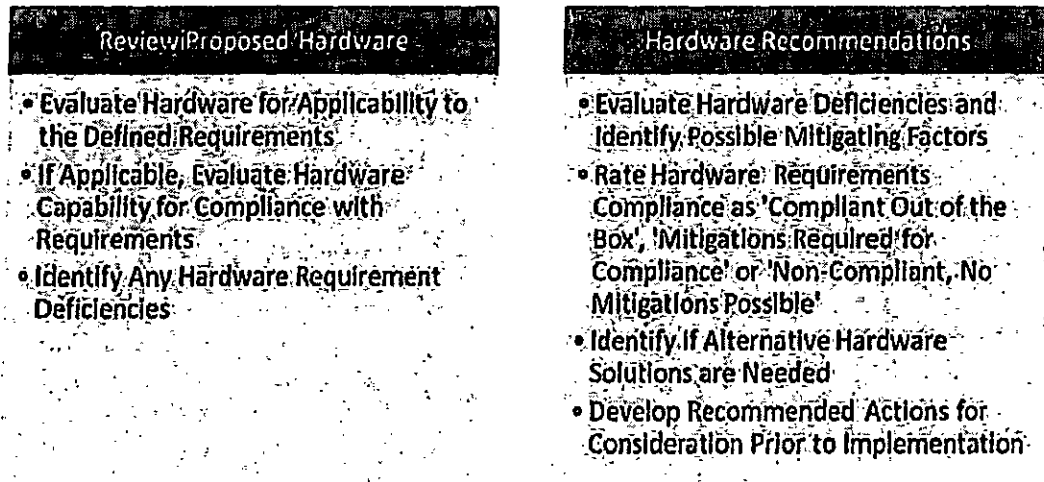 Review Proposed Hardware
• Evaluate Hardware for Applicability to
the Defined Requirements
• If Applicable, Evaluate Hardware
Capability for Compliance with
Requirements
• Identify Any Hardware Requirement
Deficiencies
Hardware Recommendations
• Evaluate Hardware Deficiencies and
Identify Possible Mitigating Factors
• Rate Hardware Requirements
Compliance as 'Compliant Out of the
Box', 'Mitigations Required for
Compliance' or 'Non-Compliant, No
Mitigations Possible'
• Identify If Alternative Hardware
Solutions are Needed
• Develop Recommended Actions for
Consideration Prior to Implementation